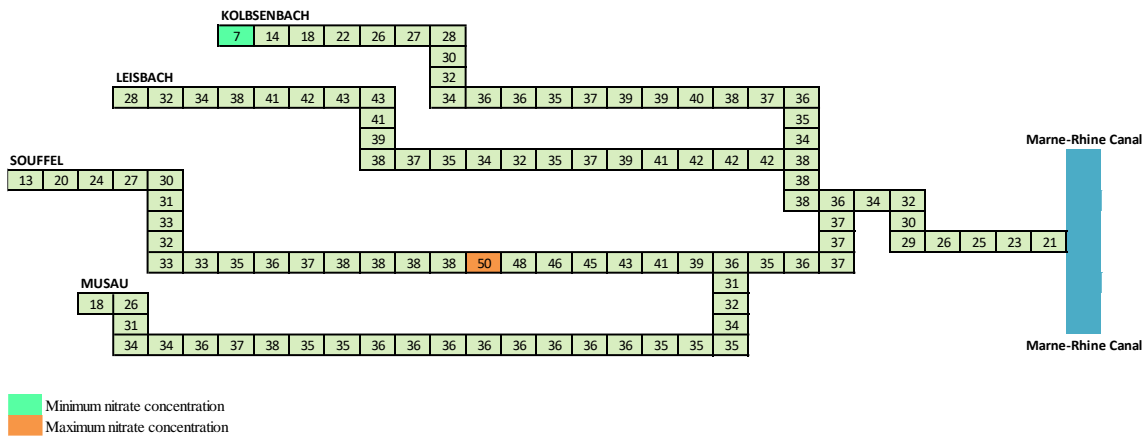 KOLBSENBACH
7 14 18 22 26 27 28
30
LEISBACH
32
28 32 34 38 41 42 43 43
34 36 36 35 37 39 39 40 38 37 36
41
35
39
34
Marne-Rhine Canal
SOUFFEL
38 37 35 34 32 35 37 39 41 42 42 42 38
13 20 24 27 30
38
31
38 36 34 32
33
37
30
32
37
29 26 25 23 21
33 33 35 36 37 38 38 38 38 50 48 46 45 43 41 39 36 35 36 37
MUSAU
31
18 26
32
31
34
34 34 36 37 38 35 35 36 36 36 36 36 36 36 36 35 35 35
Marne-Rhine Canal
Minimum nitrate concentration
Maximum nitrate concentration